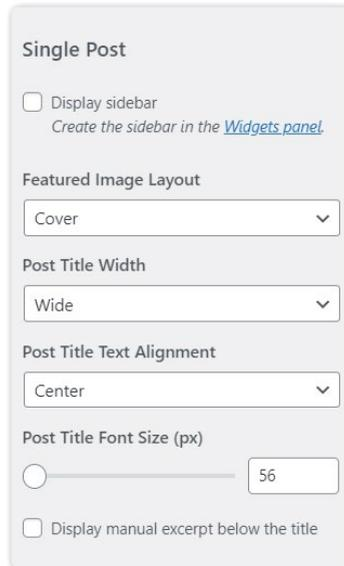 Single Post
Display sidebar
Create the sidebar in the Widgets panel.
Featured Image Layout
Cover
Post Title Width
Wide
Post Title Text Alignment
Center
Post Title Font Size (px)
56
Display manual excerpt below the title